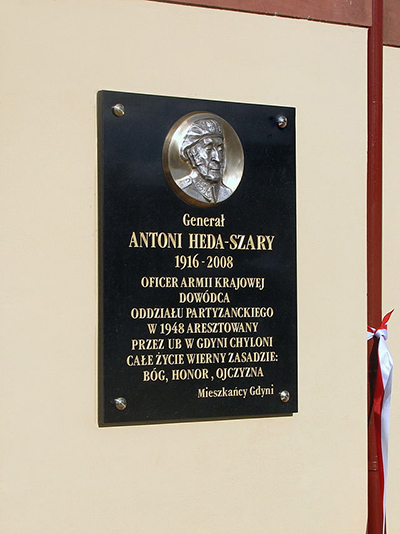 Generał
ANTONI HEDA-SZARY
1916 - 2008
OFICER ARMII KRAJOWEJ
DOWÓDCA
ODDZIAŁU PARTYZANCKIEGO
W 1948 ARESZTOWANY
PRZEZ UB W GDYNI CHYLONI
CAŁE ŻYCIE WIERNY ZASADZIE:
BÓG, HONOR , OJCZYZNA
Mieszkańcy Gdyni